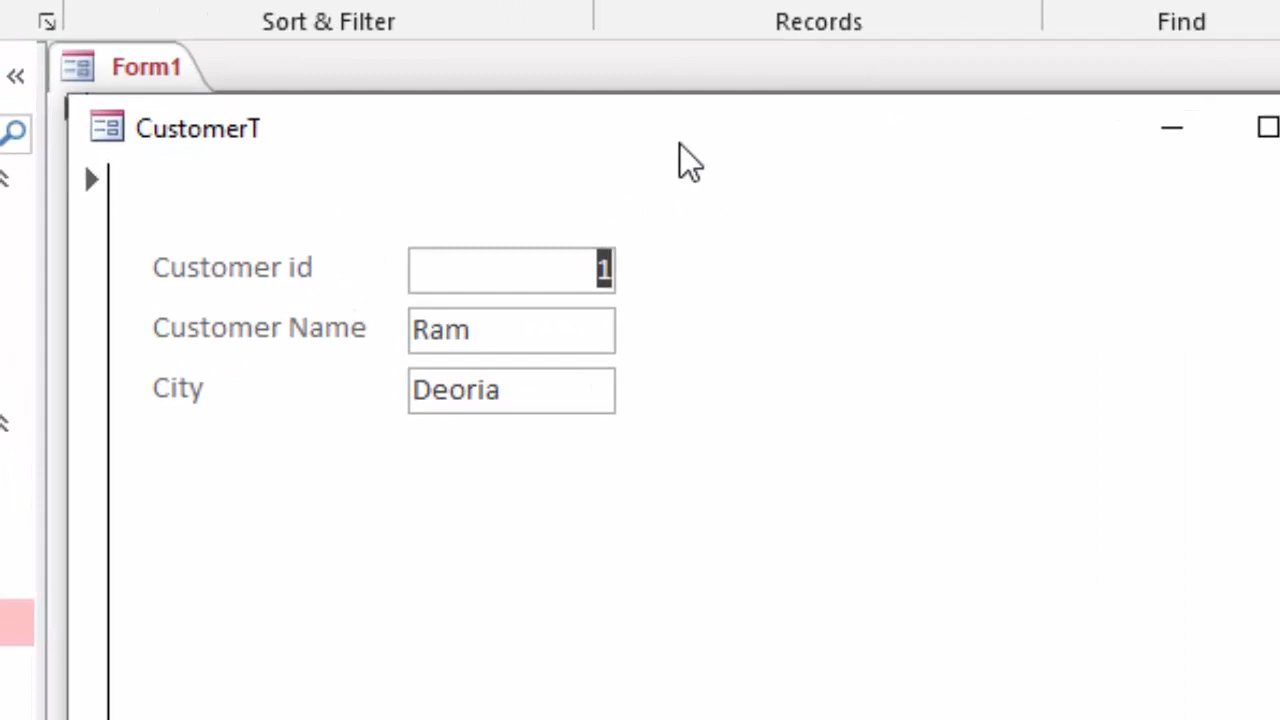 Sort & Filter Records Find
Form1
CustomerT
Customer id 1
Customer Name Ram
City Deoria